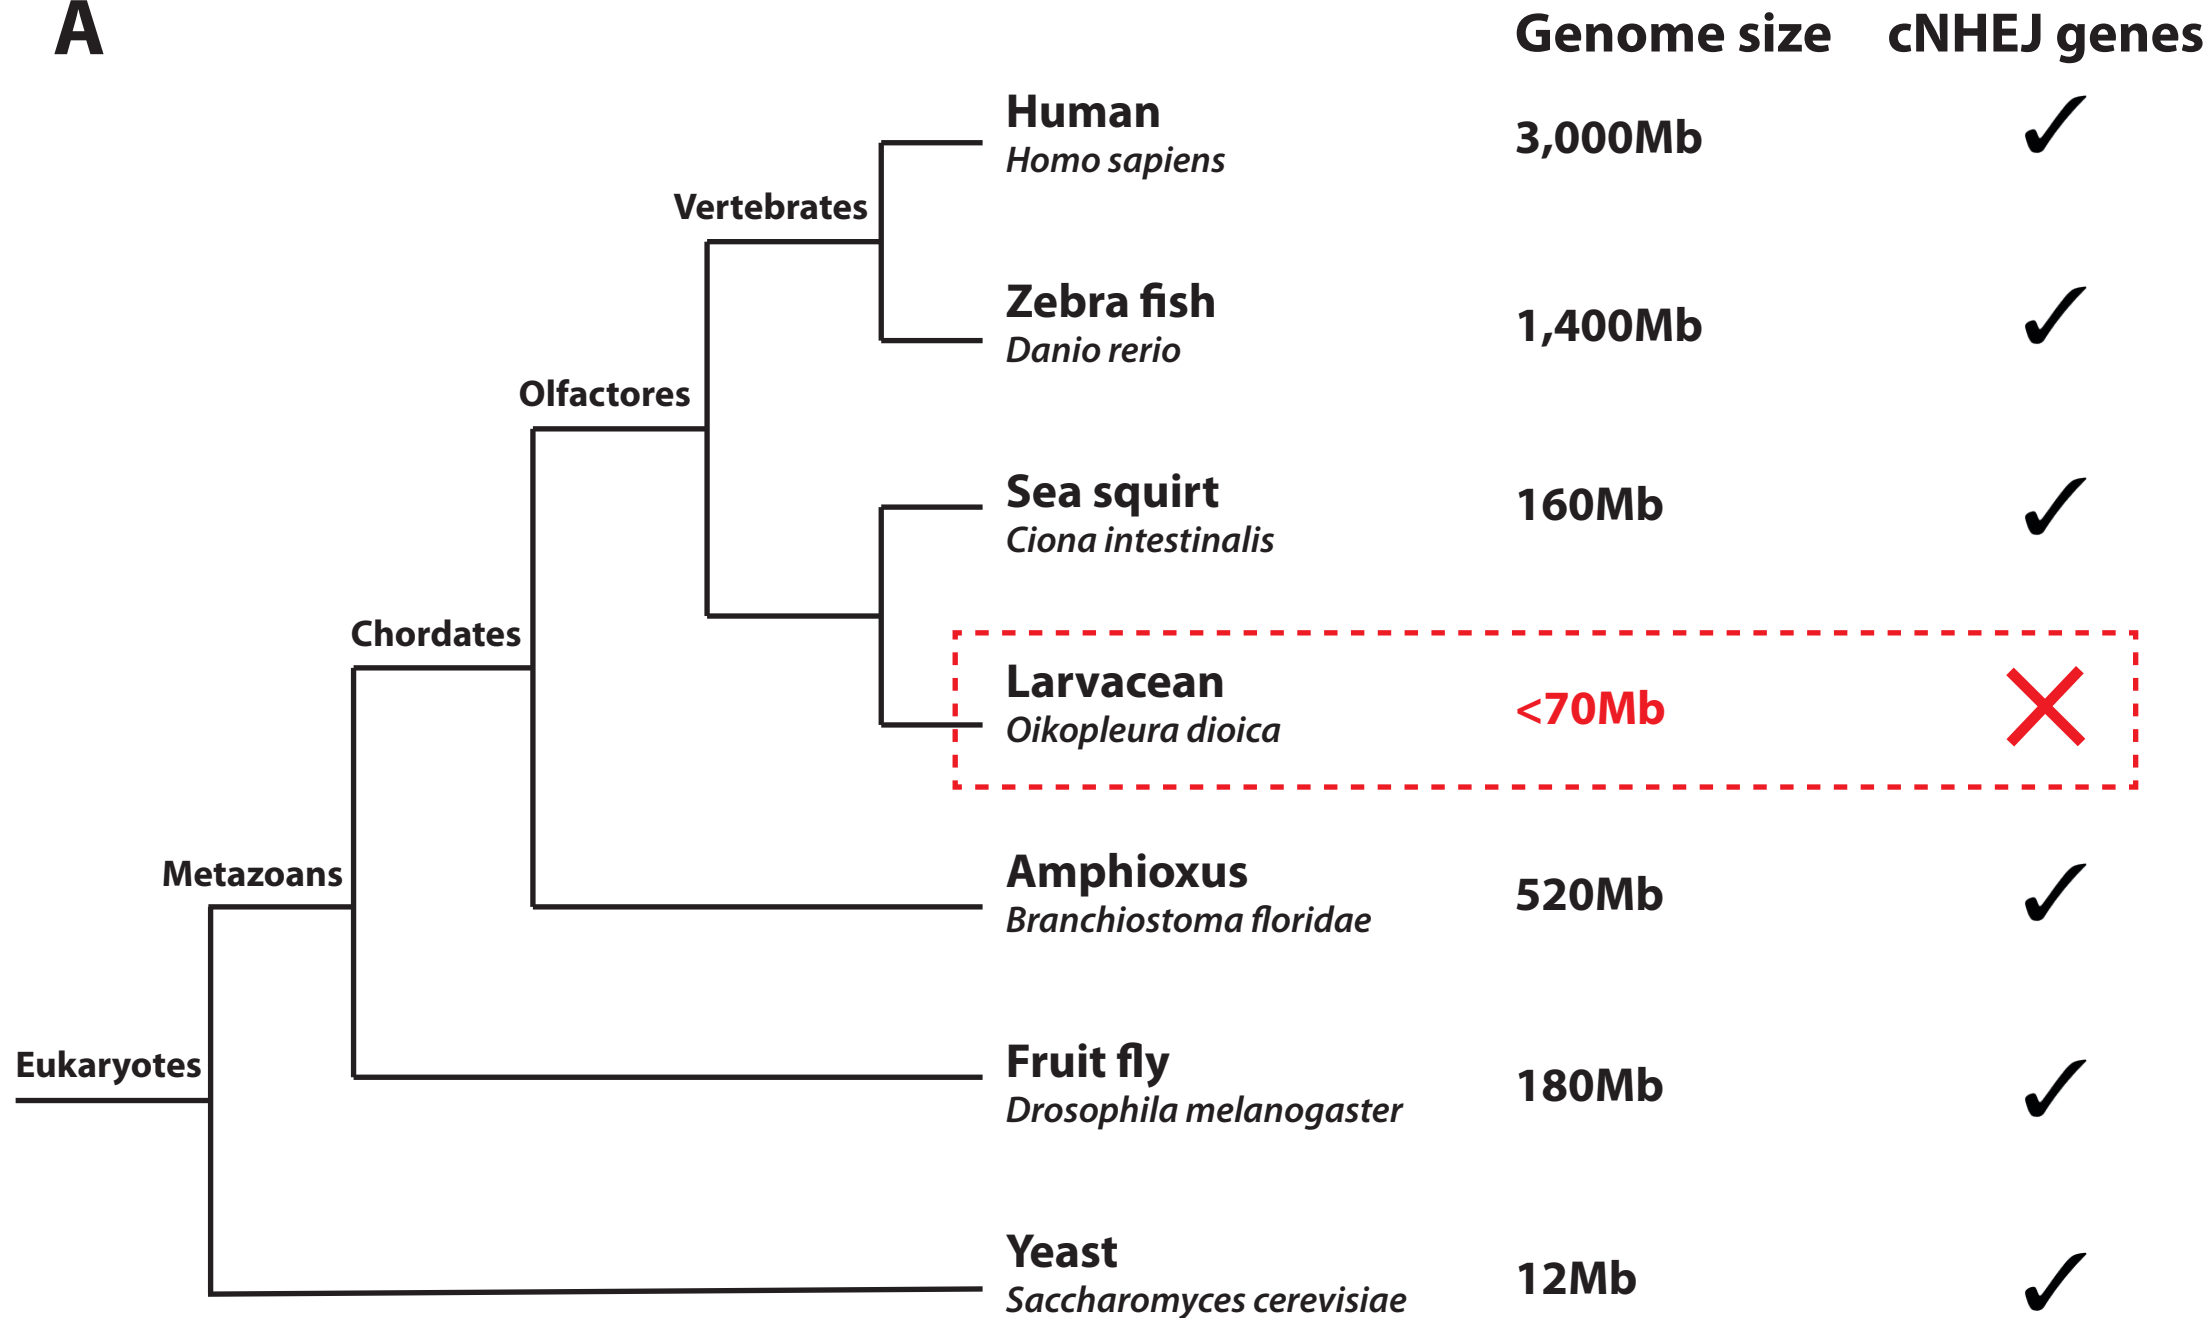 A
Genome size cNHEJ genes
Human
Homo sapiens
3,000Mb
Vertebrates
Zebra fish
Danio rerio
1,400Mb
Olfactores
Sea squirt
Ciona intestinalis
160Mb
Chordates
Larvacean
Oikopleura dioica
<70Mb
Metazoans
Amphioxus
Branchiostoma floridae
520Mb
Eukaryotes
Fruit fly
Drosophila melanogaster
180Mb
Yeast
Saccharomyces cerevisiae
12Mb